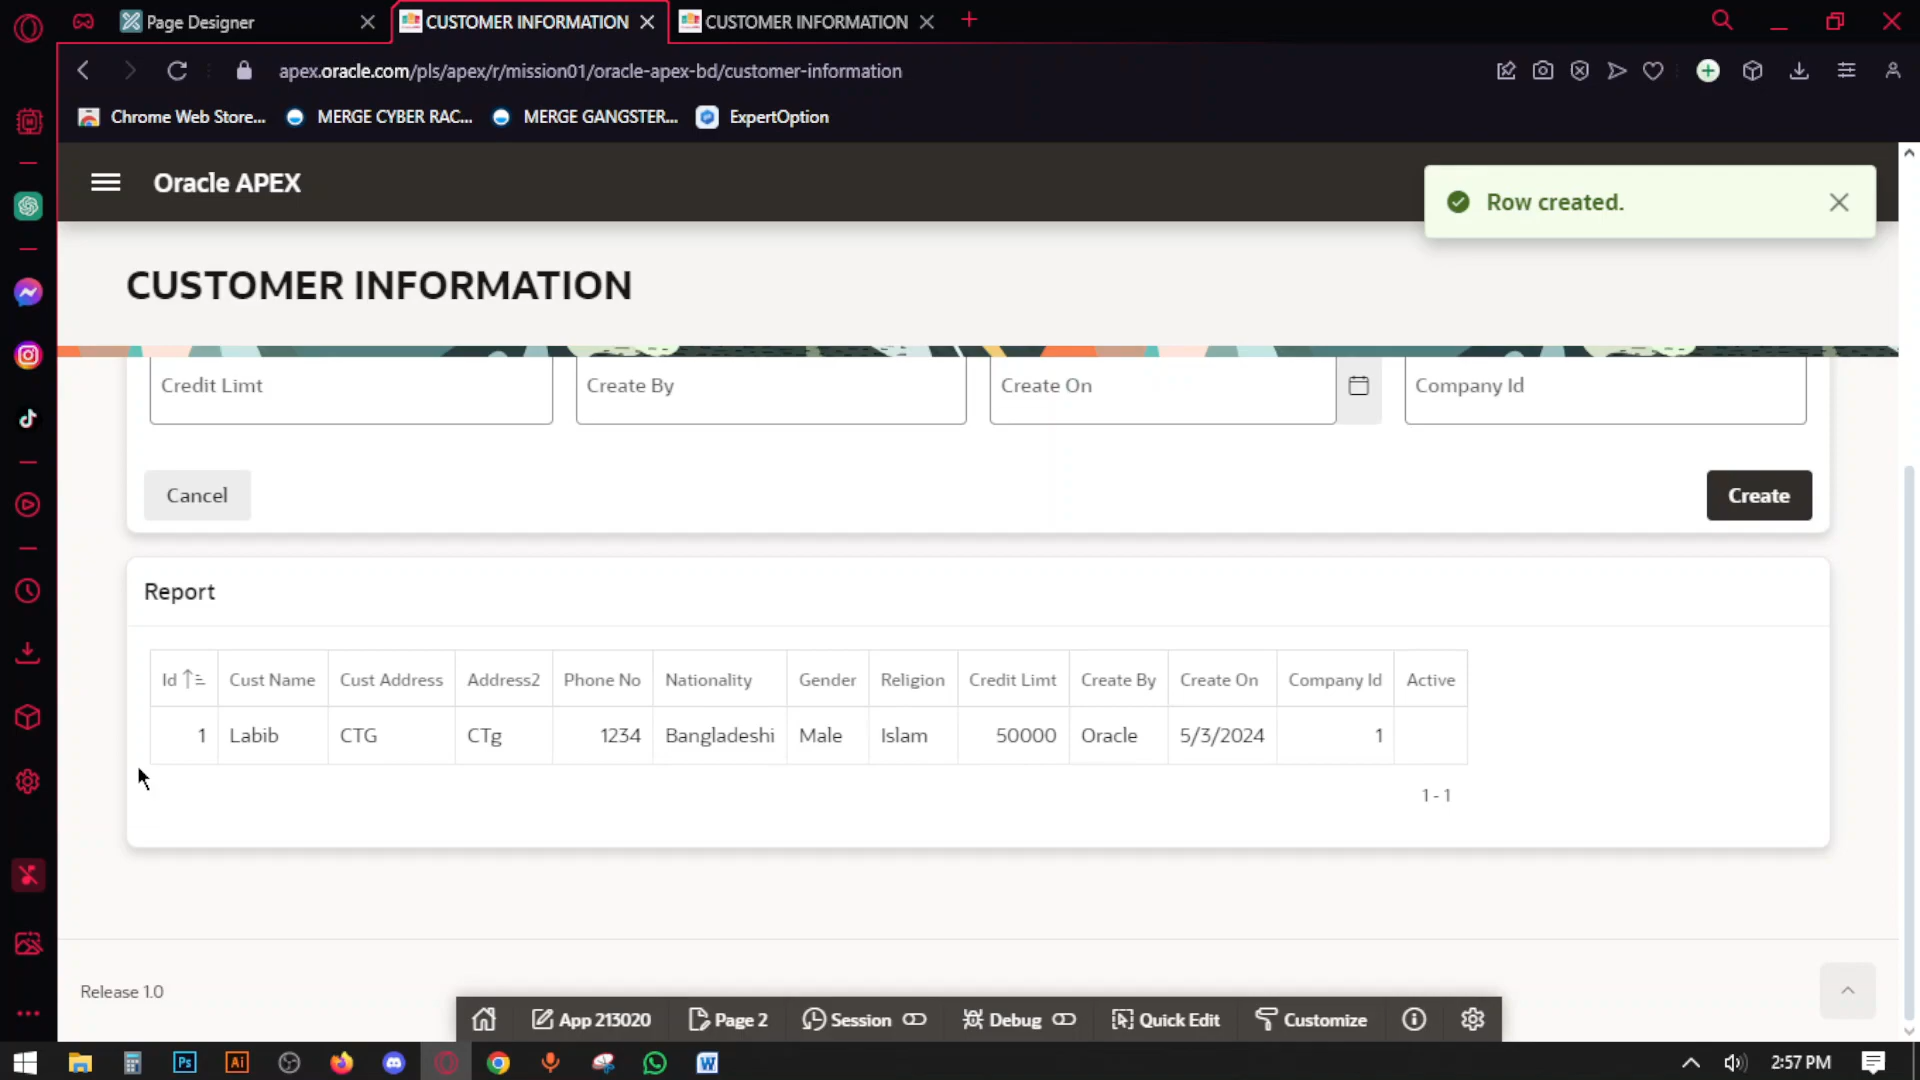 Page Designer
CUSTOMER INFORMATION
CUSTOMER INFORMATION
apex.oracle.com/pls/apex/r/mission01/oracle-apex-bd/customer-information
Chrome Web Store... MERGE CYBER RAC... MERGE GANGSTER... ExpertOption
Oracle APEX
Row created.
CUSTOMER INFORMATION
Credit Limt Create By Create On Company Id
Cancel Create
Report
Id Cust Name Cust Address Address2 Phone No Nationality Gender Religion Credit Limt Create By Create On Company Id Active
1 Labib CTG CTg 1234 Bangladeshi Male Islam 50000 Oracle 5/3/2024 1
1 - 1
Release 1.0
App 213020 Page 2 Session Debug Quick Edit Customize
Ps Ai W 2:57 PM